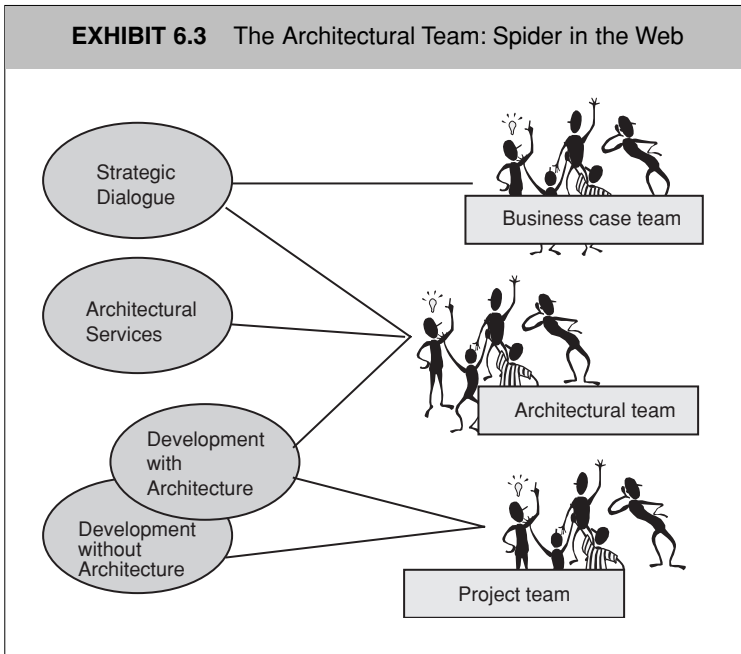 EXHIBIT 6.3 The Architectural Team: Spider in the Web
Strategic
Dialogue
Business case team
Architectural
Services
Architectural team
Development
with
Architecture
Development
without
Architecture
Project team